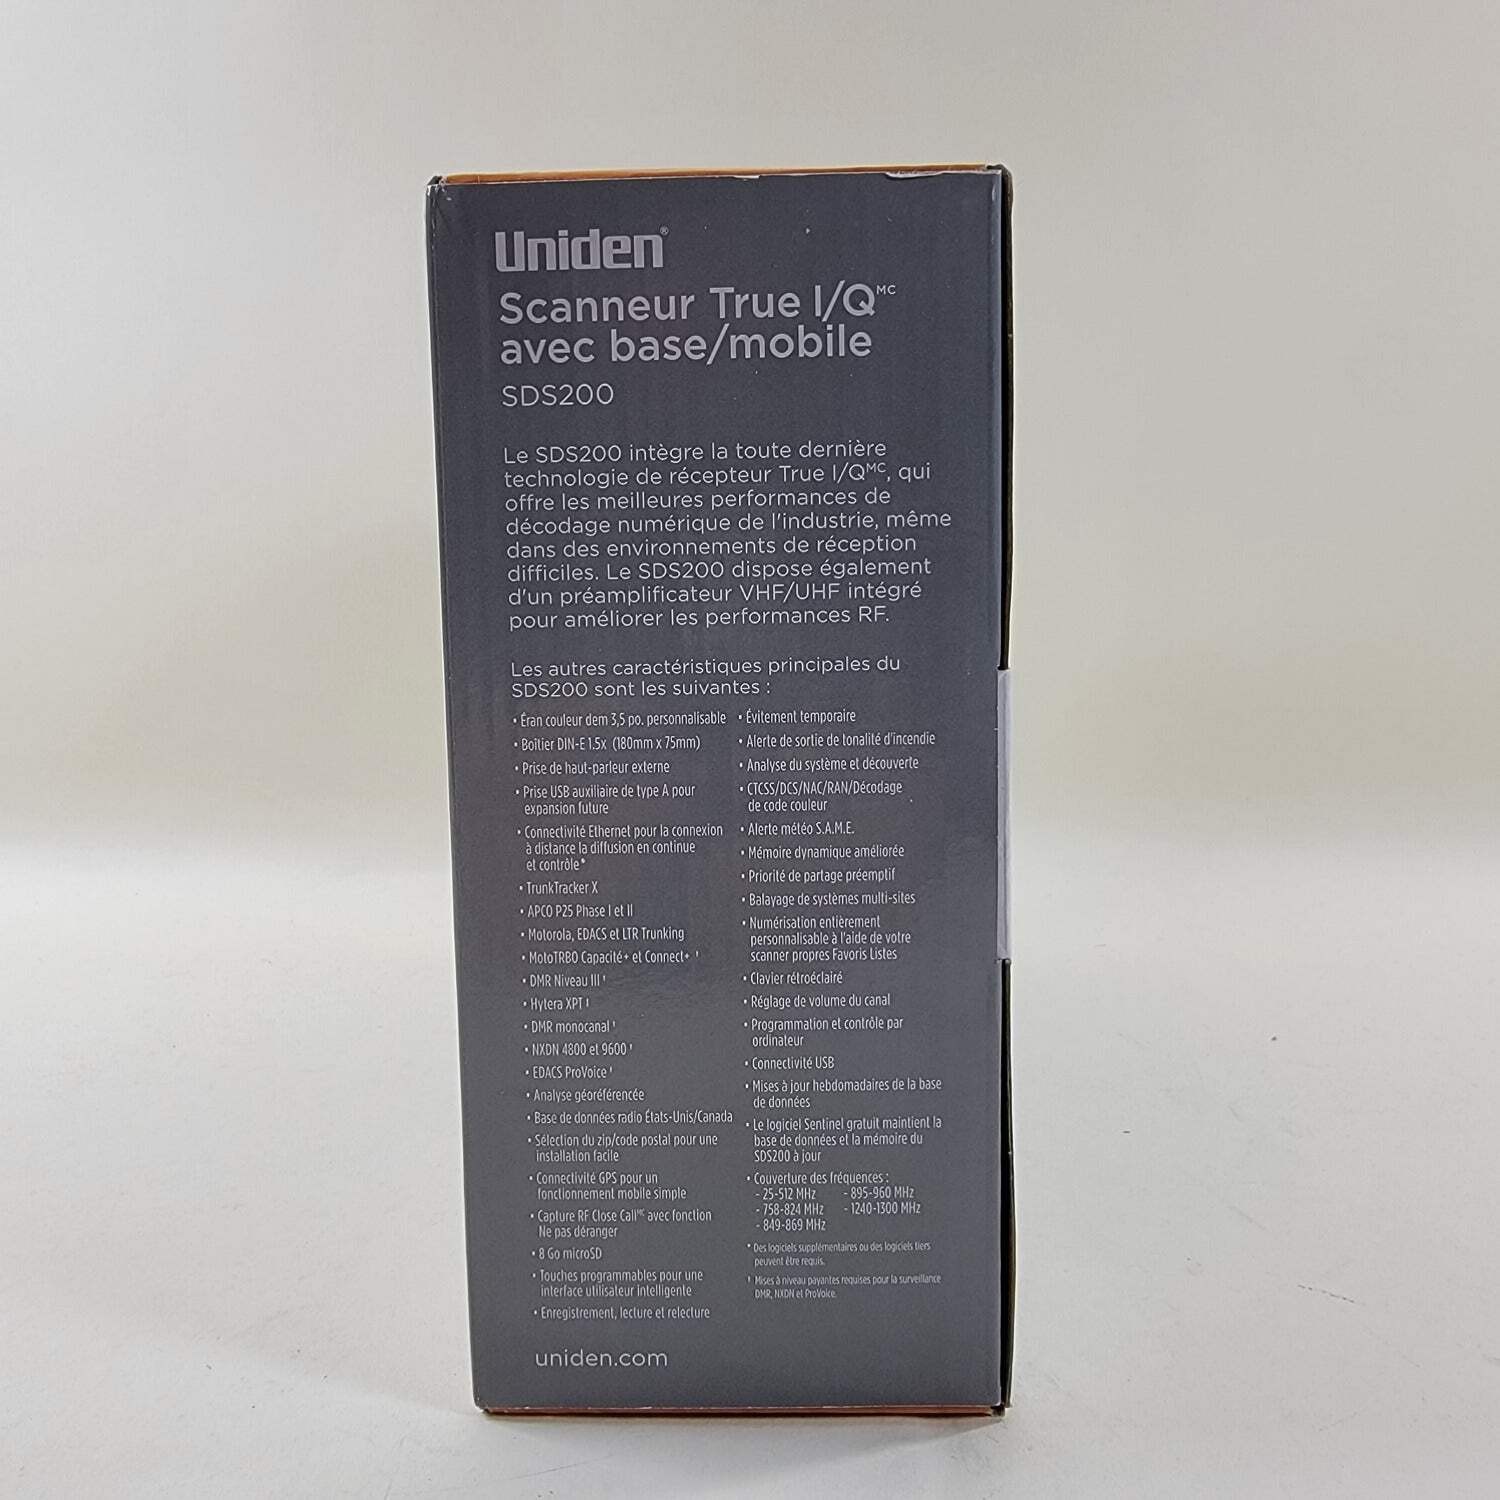 Uniden®
Scanneur True I/Q MC
avec base/mobile
SDS200
Le SDS200 intègre la toute dernière
technologie de récepteur True I/Q MC, qui
offre les meilleures performances de
décodage numérique de l'industrie, même
dans des environnements de réception
difficiles. Le SDS200 dispose également
d'un préamplificateur VHF/UHF intégré
pour améliorer les performances RF.
Les autres caractéristiques principales du
SDS200 sont les suivantes :
• Éran couleur dem 3,5 po. personnalisable
• Boîtier DIN-E 1.5x (180mm x 75mm)
• Prise de haut-parleur externe
• Prise USB auxiliaire de type A pour
expansion future
• Connectivité Ethernet pour la connexion
à distance la diffusion en continue
et contrôle*
• TrunkTracker X
• APCO P25 Phase I et II
• Motorola, EDACS et LTR Trunking
• MotoTRBO Capacité+ et Connect+ ¹
• DMR Niveau III ¹
• Hytera XPT ¹
• DMR monocanal ¹
• NXDN 4800 et 9600 ¹
• EDACS ProVoice ¹
• Analyse géoréférencée
• Base de données radio États-Unis/Canada
• Sélection du zip/code postal pour une
installation facile
• Connectivité GPS pour un
fonctionnement mobile simple
• Capture RF Close Call MC avec fonction
Ne pas déranger
• 8 Go microSD
• Touches programmables pour une
interface utilisateur intelligente
• Enregistrement, lecture et relecture
• Évitement temporaire
• Alerte de sortie de tonalité d'incendie
• Analyse du système et découverte
• CTCSS/DCS/NAC/RAN/Décodage
de code couleur
• Alerte météo S.A.M.E.
• Mémoire dynamique améliorée
• Priorité de partage préemptif
• Balayage de systèmes multi-sites
• Numérisation entièrement
personnalisable à l'aide de votre
scanner propres Favoris Listes
• Clavier rétroéclairé
• Réglage de volume du canal
• Programmation et contrôle par
ordinateur
• Connectivité USB
• Mises à jour hebdomadaires de la base
de données
• Le logiciel Sentinel gratuit maintient la
base de données et la mémoire du
SDS200 à jour
• Couverture des fréquences :
- 25-512 MHz - 895-960 MHz
- 758-824 MHz - 1240-1300 MHz
- 849-869 MHz
* Des logiciels supplémentaires ou des logiciels tiers
peuvent être requis.
¹ Mises à niveau payantes requises pour la surveillance
DMR, NXDN et ProVoice.
uniden.com